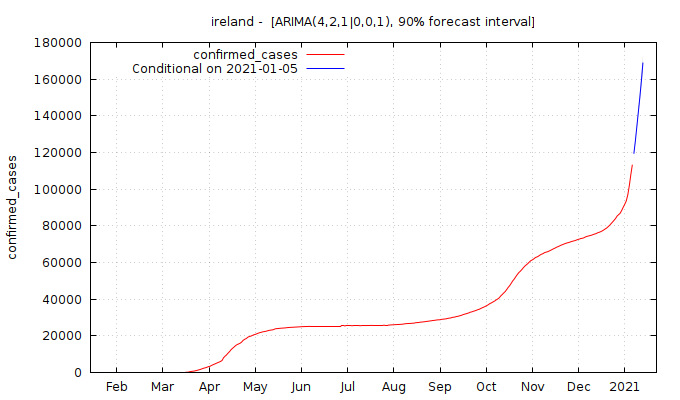 ireland -  [ARIMA(4,2,1|0,0,1), 90% forecast interval]
180000
160000
140000
120000
100000
80000
60000
40000
20000
0
confirmed_cases
confirmed_cases
Conditional on 2021-01-05
Feb Mar Apr May Jun Jul Aug Sep Oct Nov Dec 2021